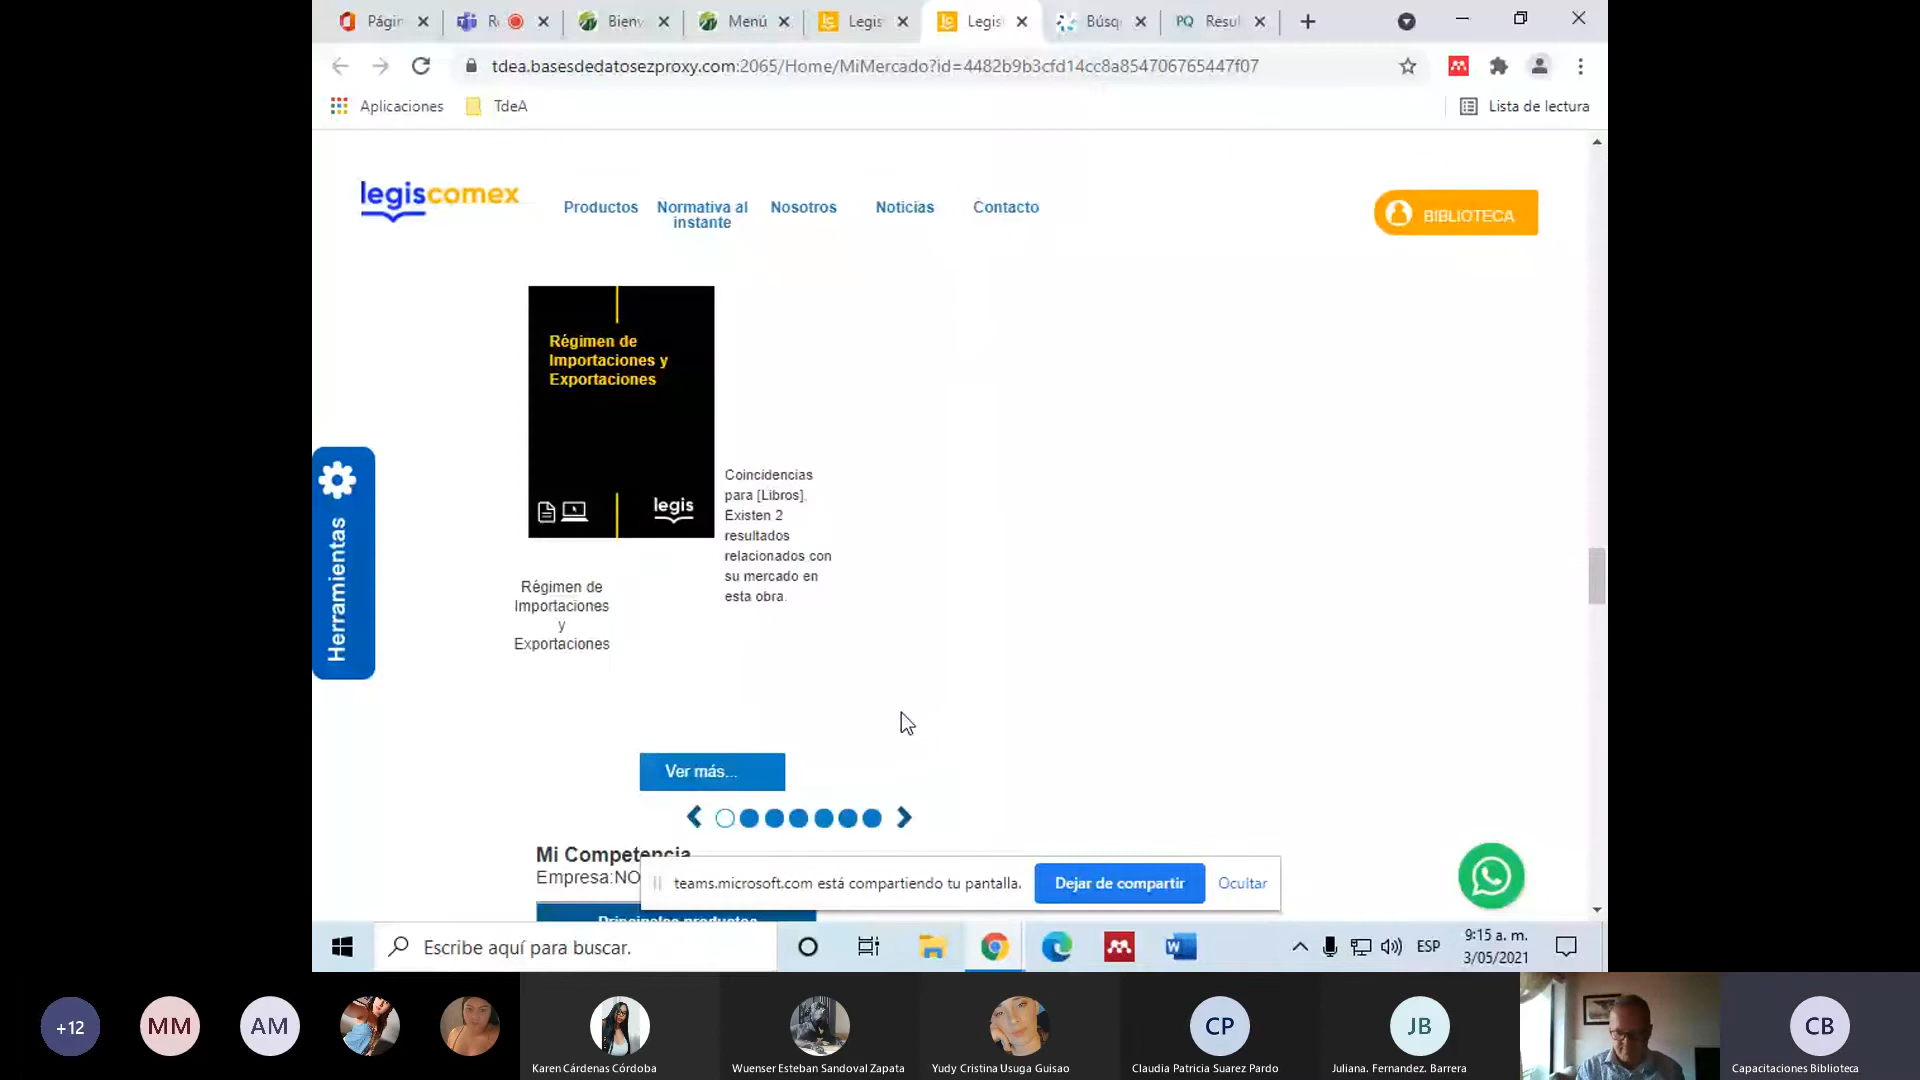 Págin
R
Bienv
Menú
Legis
Legis
Búsq
PQ Resul
tdea.basesdedatosezproxy.com:2065/Home/MiMercado?id=4482b9b3cfd14cc8a854706765447f07
Aplicaciones
TdeA
Lista de lectura
legiscomex
Productos
Normativa al
instante
Nosotros
Noticias
Contacto
BIBLIOTECA
Régimen de
Importaciones y
Exportaciones
legis
Coincidencias
para [Libros].
Existen 2
resultados
relacionados con
su mercado en
esta obra.
Régimen de
Importaciones
y
Exportaciones
Herramientas
Ver más...
Mi Competencia
Empresa:NO
Principales productos
teams.microsoft.com está compartiendo tu pantalla.
Dejar de compartir
Ocultar
Escribe aquí para buscar.
ESP
9:15 a. m.
3/05/2021
+12
MM
AM
CP
JB
CB
Karen Cárdenas Córdoba
Wuenser Esteban Sandoval Zapata
Yudy Cristina Usuga Guisao
Claudia Patricia Suarez Pardo
Juliana. Fernandez. Barrera
Capacitaciones Biblioteca